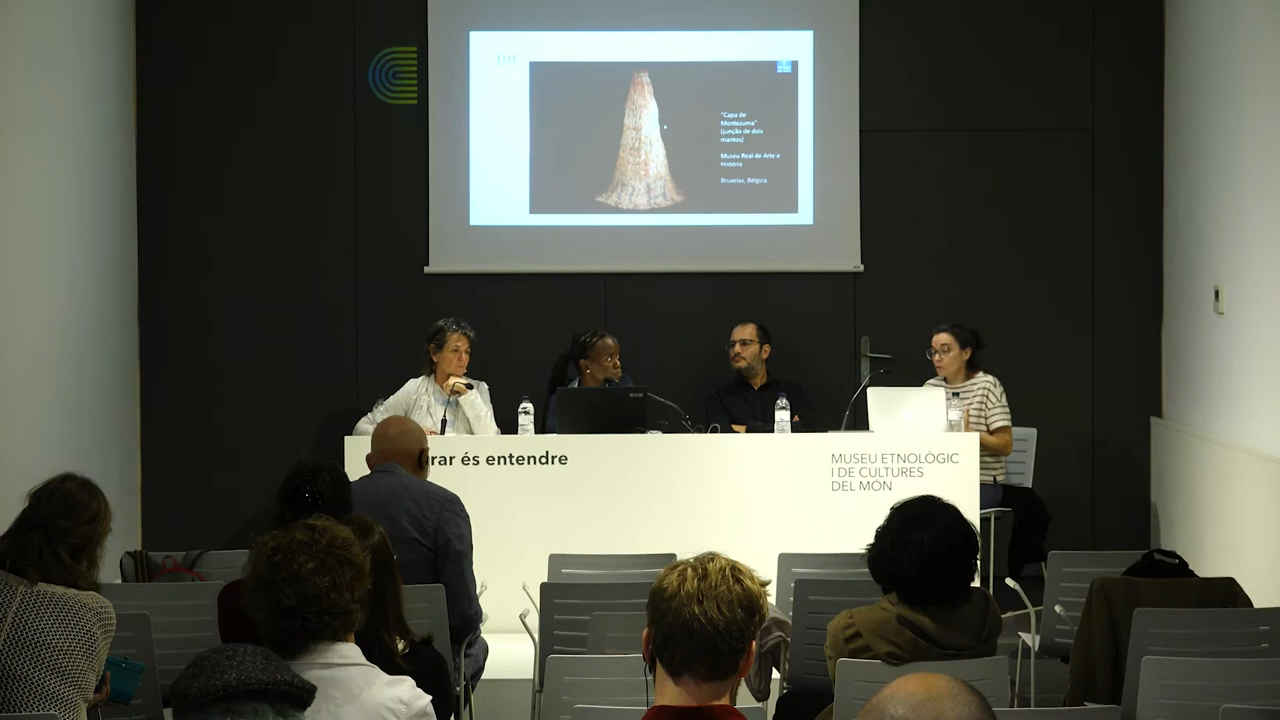 "Capa de
Montezuma"
(junção de dois
mantos)
Museu Real de Arte e
História
Bruxelas, Bélgica
rar és entendre
MUSEU ETNOLÒGIC
I DE CULTURES
DEL MÓN